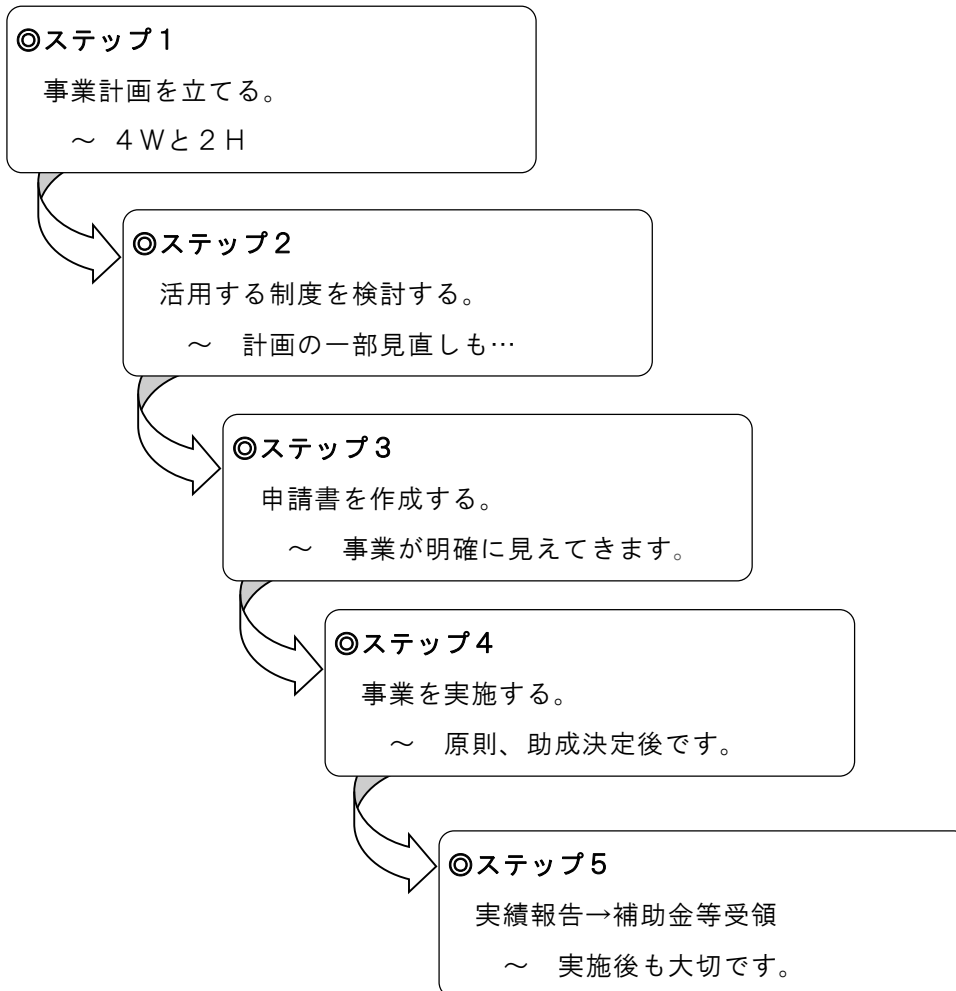 ◎ステップ1
事業計画を立てる。
~ 4Wと2H
◎ステップ2
活用する制度を検討する。
~ 計画の一部見直しも…
◎ステップ3
申請書を作成する。
~ 事業が明確に見えてきます。
◎ステップ4
事業を実施する。
~ 原則、助成決定後です。
◎ステップ5
実績報告→補助金等受領
~ 実施後も大切です。